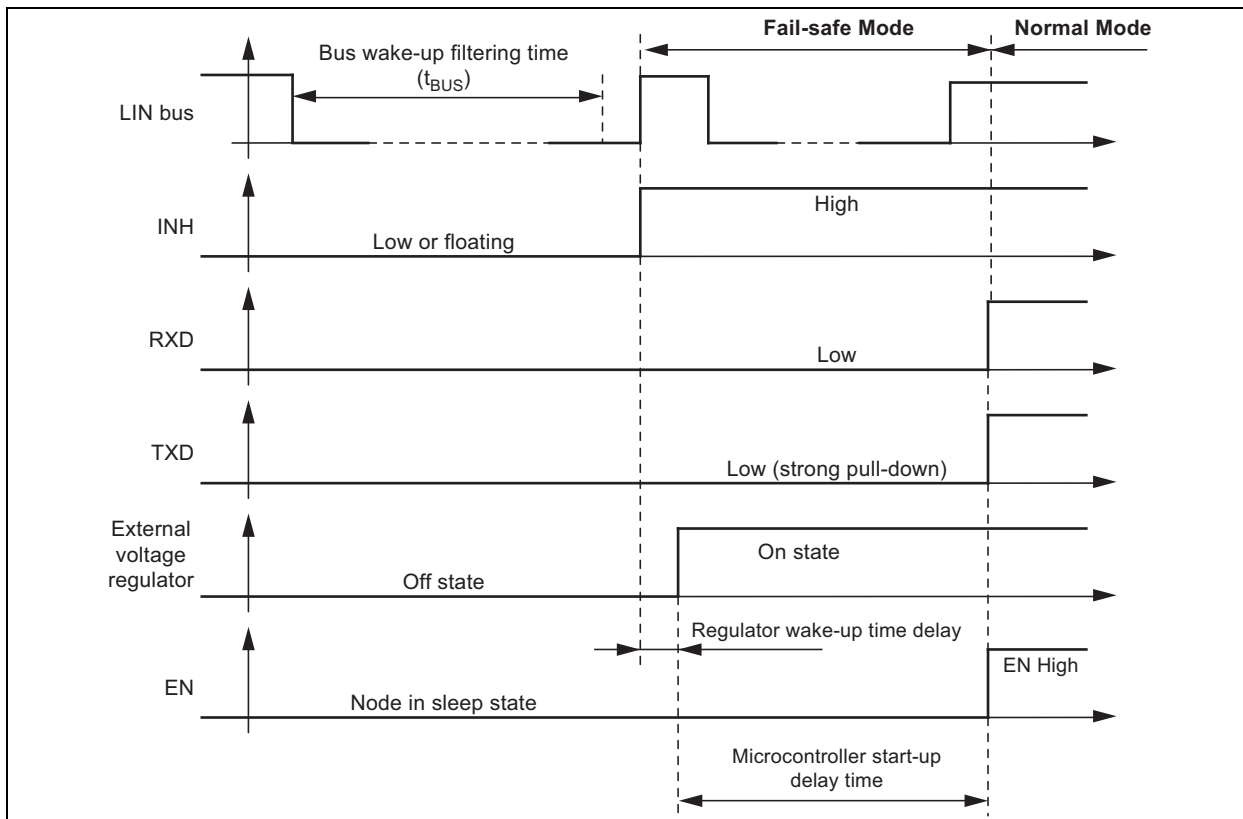 Fail-safe Mode
Normal Mode
Bus wake-up filtering time
(tBUS)
LIN bus
INH
High
Low or floating
RXD
Low
TXD
Low (strong pull-down)
External
voltage
regulator
On state
Off state
Regulator wake-up time delay
EN
EN High
Node in sleep state
Microcontroller start-up
delay time